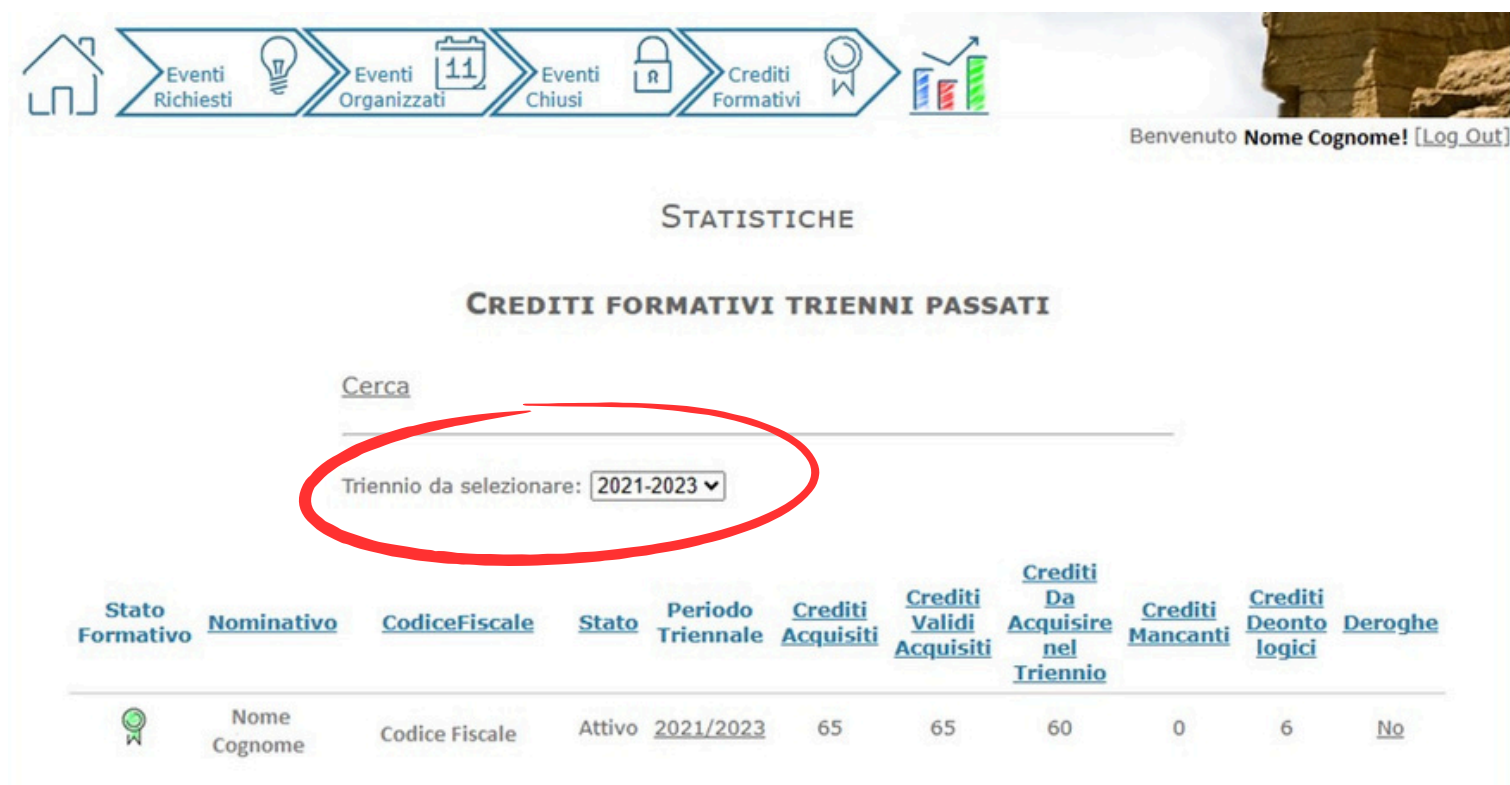 Eventi Richiesti
Eventi 11 Organizzati
Eventi Chiusi
Crediti Formativi
Benvenuto Nome Cognome! [Log Out]
STATISTICHE
CREDITI FORMATIVI TRIENNI PASSATI
Cerca
Triennio da selezionare: 2021-2023
Stato Formativo Nominativo CodiceFiscale Stato Periodo Triennale Crediti Acquisiti Crediti Validi Acquisiti Crediti Da Acquisire nel Triennio Crediti Mancanti Crediti Deonto logici Deroghe
Nome Cognome Codice Fiscale Attivo 2021/2023 65 65 60 0 6 No